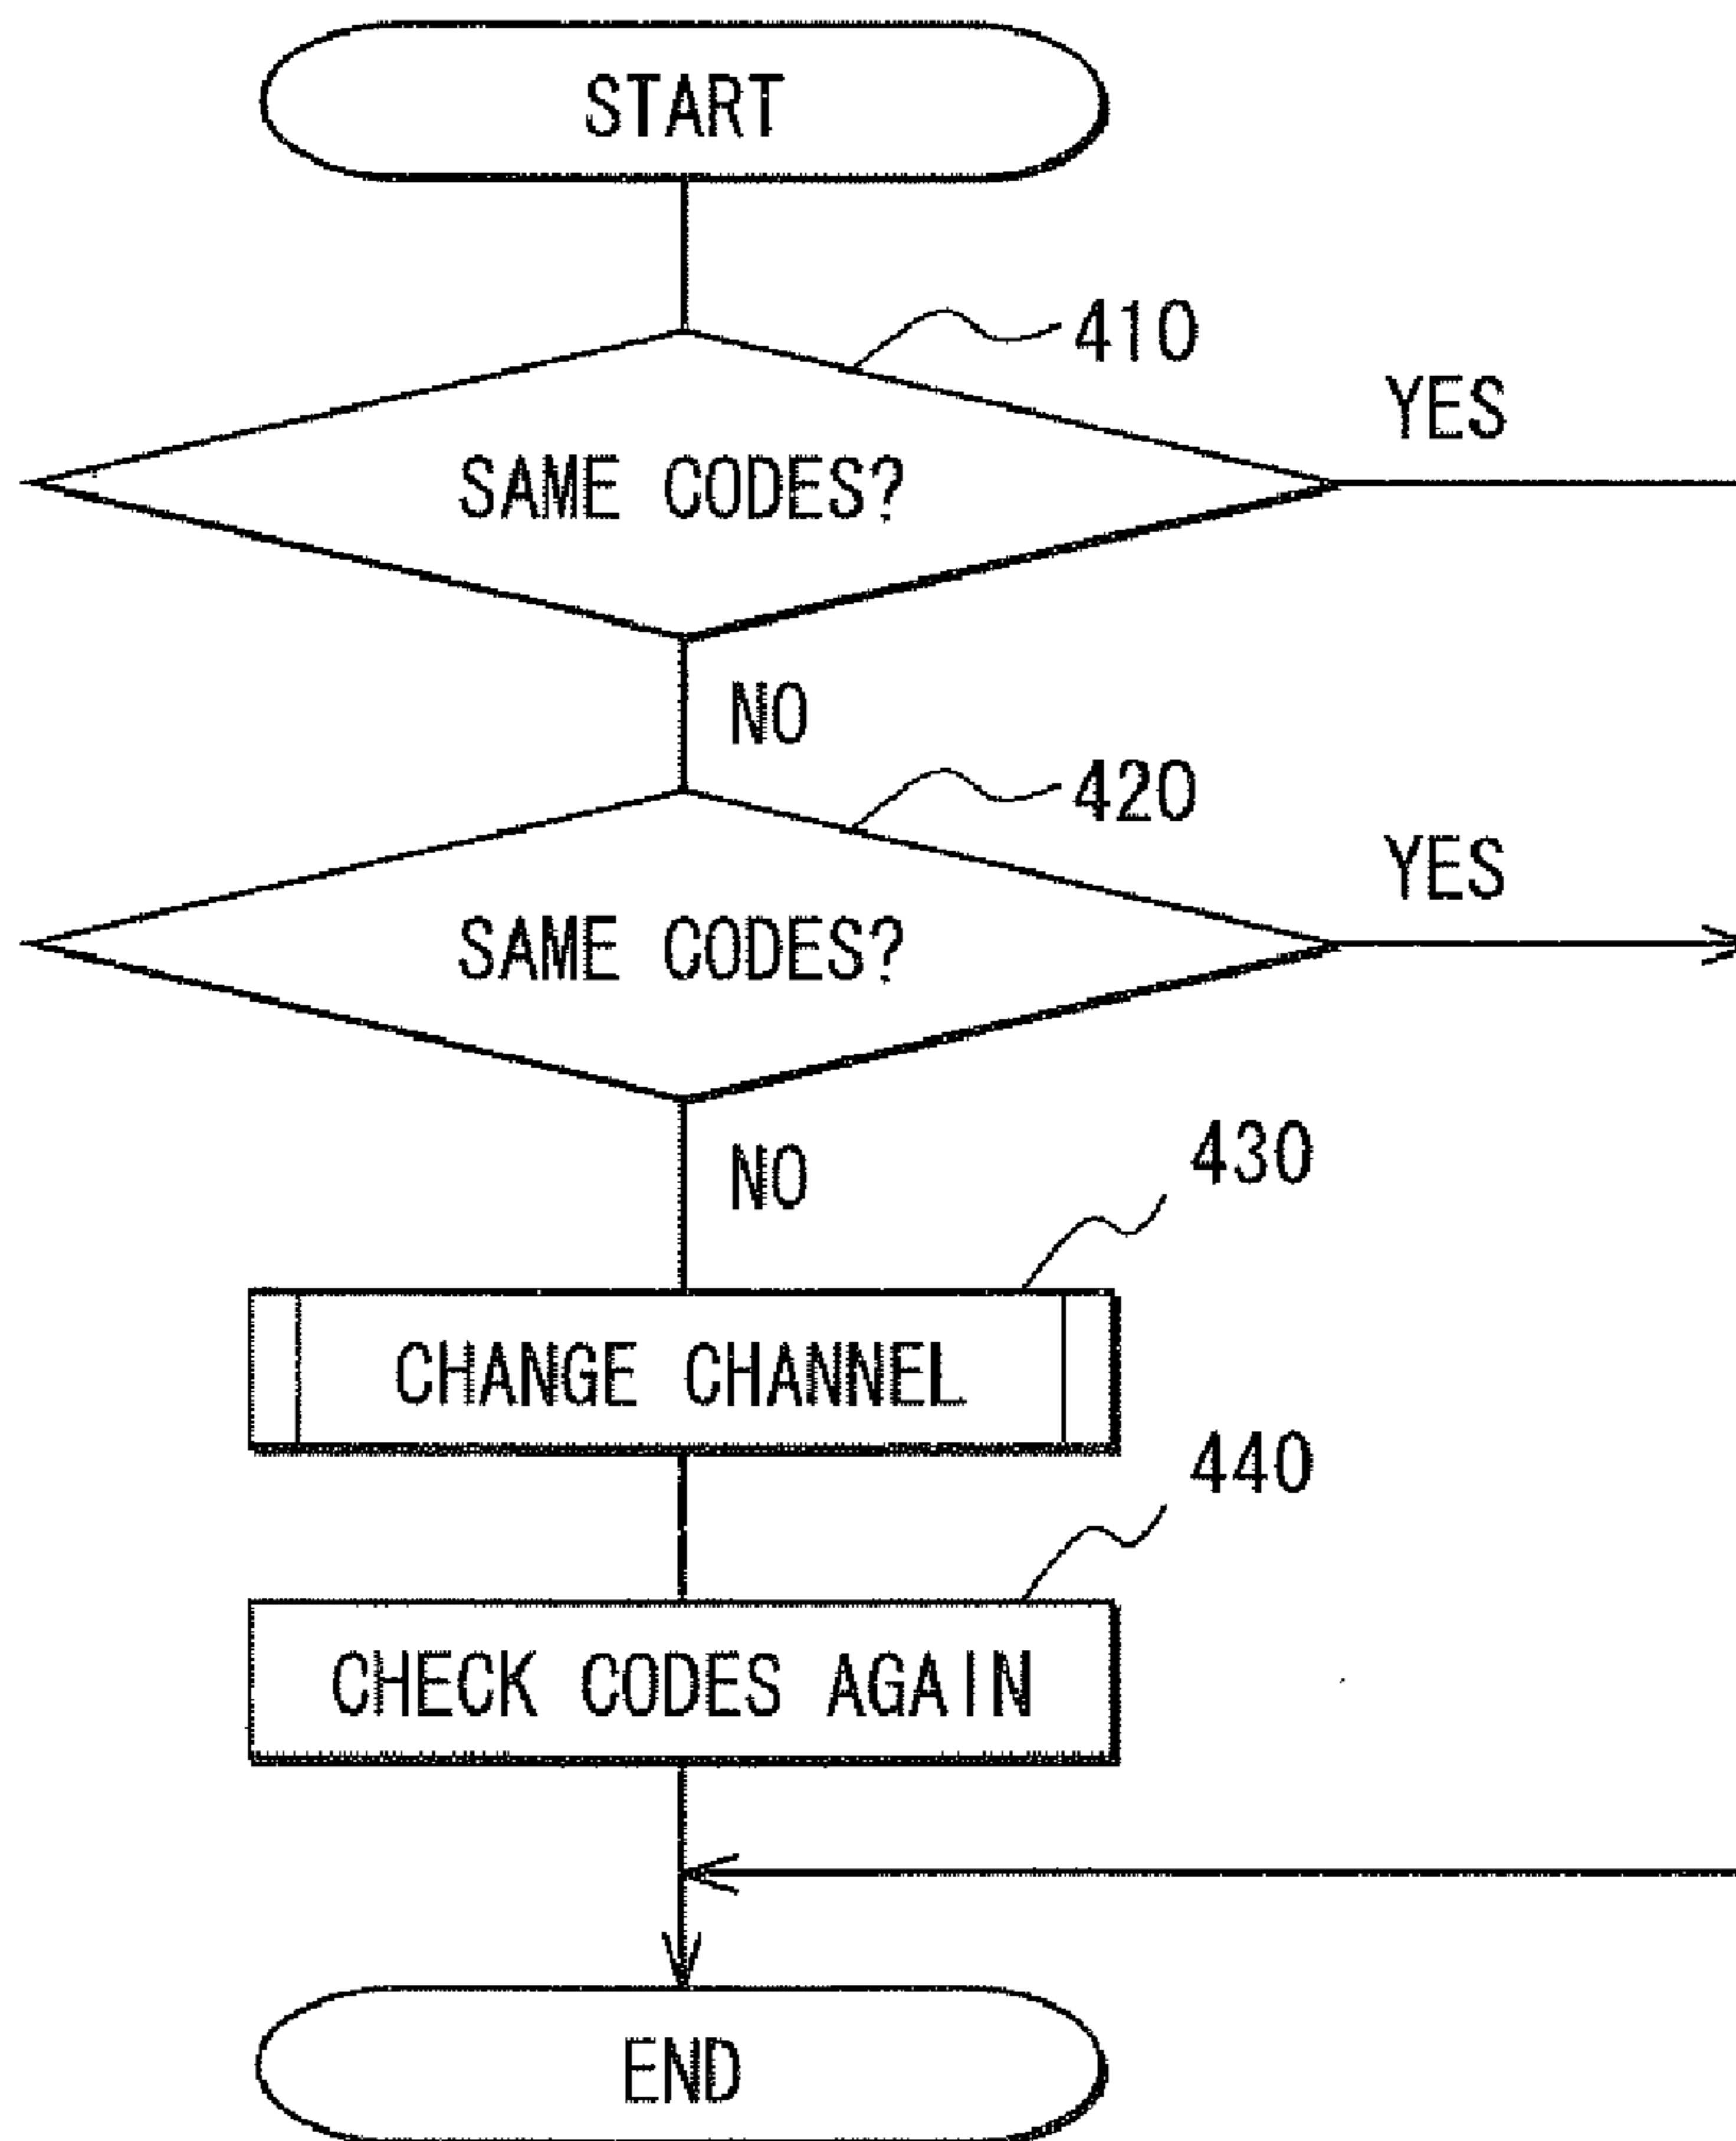 START
410
YES
SAME CODES?
NO
420
YES
SAME CODES?
NO
430
CHANGE CHANNEL
440
CHECK CODES AGAIN
END